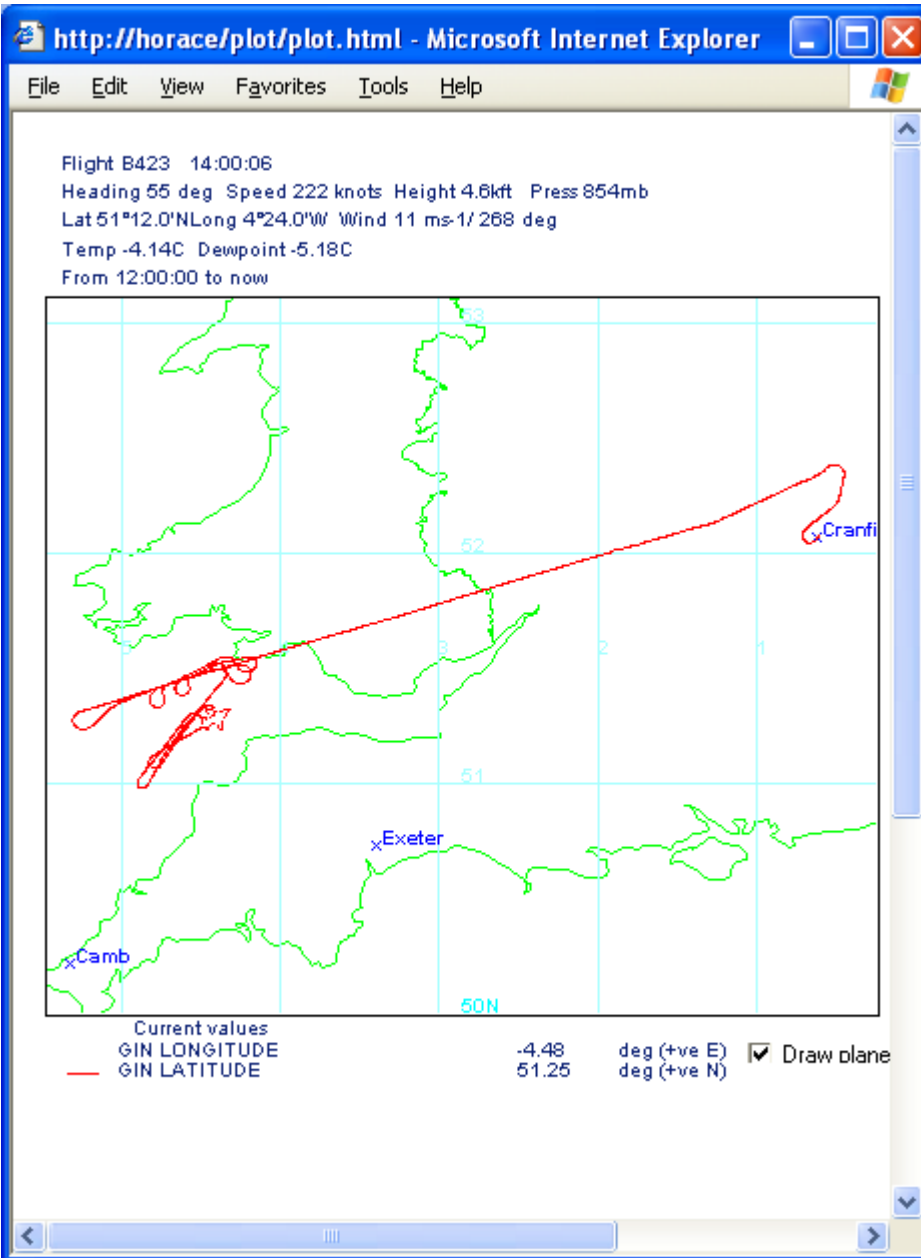 http://horace/plot/plot.html - Microsoft Internet Explorer
File Edit View Favorites Tools Help
Flight B423 14:00:06
Heading 55 deg Speed 222 knots Height 4.6kft Press 854mb
Lat 51°12.0'NLong 4°24.0'W Wind 11 ms-1/ 268 deg
Temp -4.14C Dewpoint -5.18C
From 12:00:00 to now
53
Cranfi
52
5 3 2 1
51
Exeter
Camb
50N
Current values
GIN LONGITUDE -4.48 deg (+ve E)
GIN LATITUDE 51.25 deg (+ve N)
Draw plane